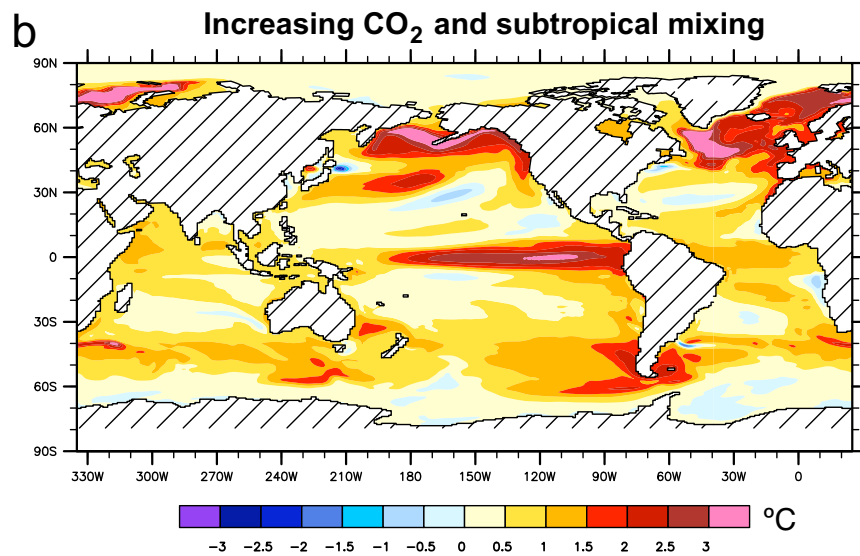 b
Increasing CO₂ and subtropical mixing
90N
60N
30N
0
30S
60S
90S
330W 300W 270W 240W 210W 180 150W 120W 90W 60W 30W 0
ºC
−3 −2.5 −2 −1.5 −1 −0.5 0 0.5 1 1.5 2 2.5 3